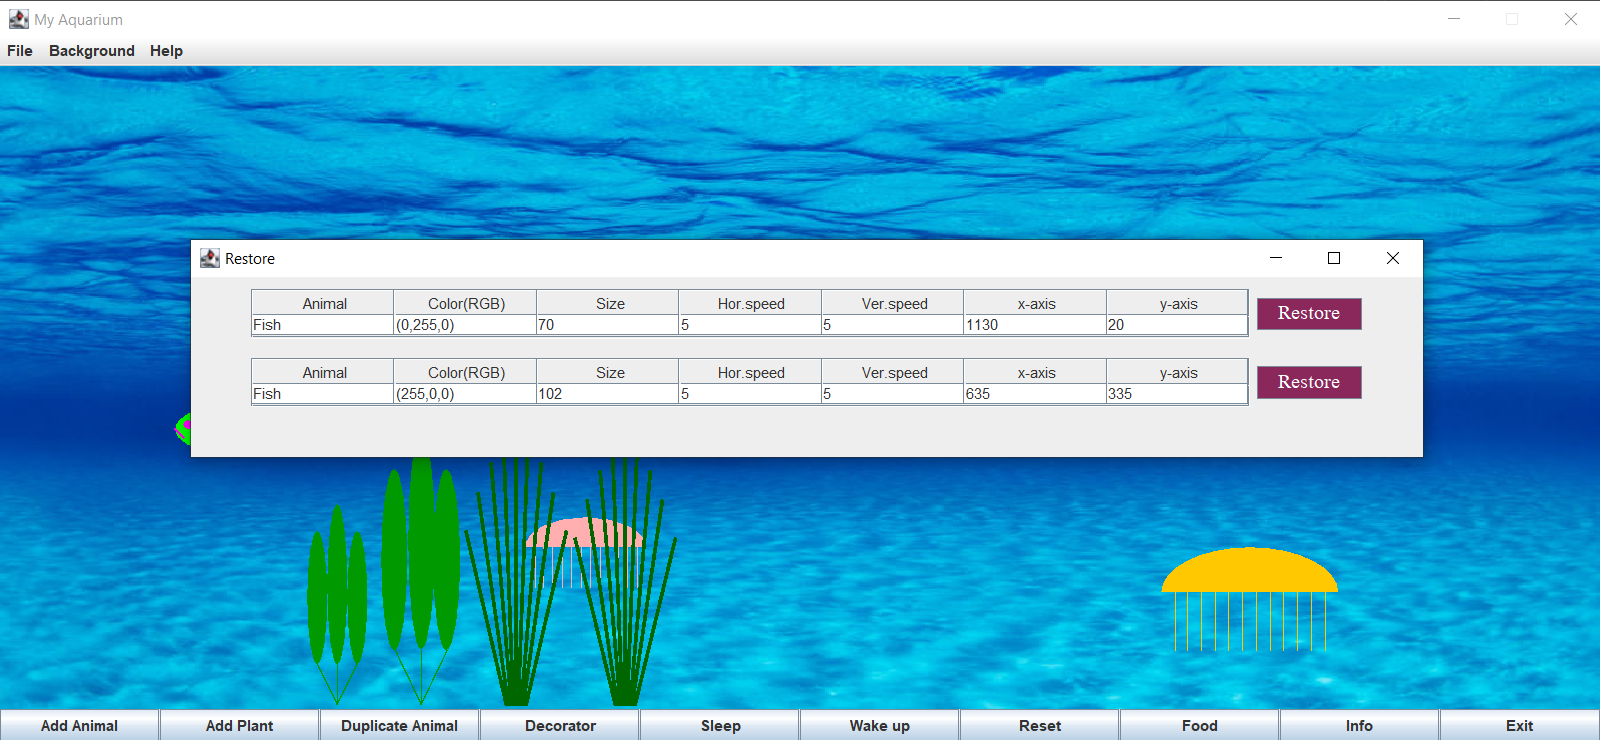 My Aquarium
File Background Help
Restore
Animal Color(RGB) Size Hor.speed Ver.speed x-axis y-axis
Fish (0,255,0) 70 5 5 1130 20
Restore
Animal Color(RGB) Size Hor.speed Ver.speed x-axis y-axis
Fish (255,0,0) 102 5 5 635 335
Restore
Add Animal Add Plant Duplicate Animal Decorator Sleep Wake up Reset Food Info Exit